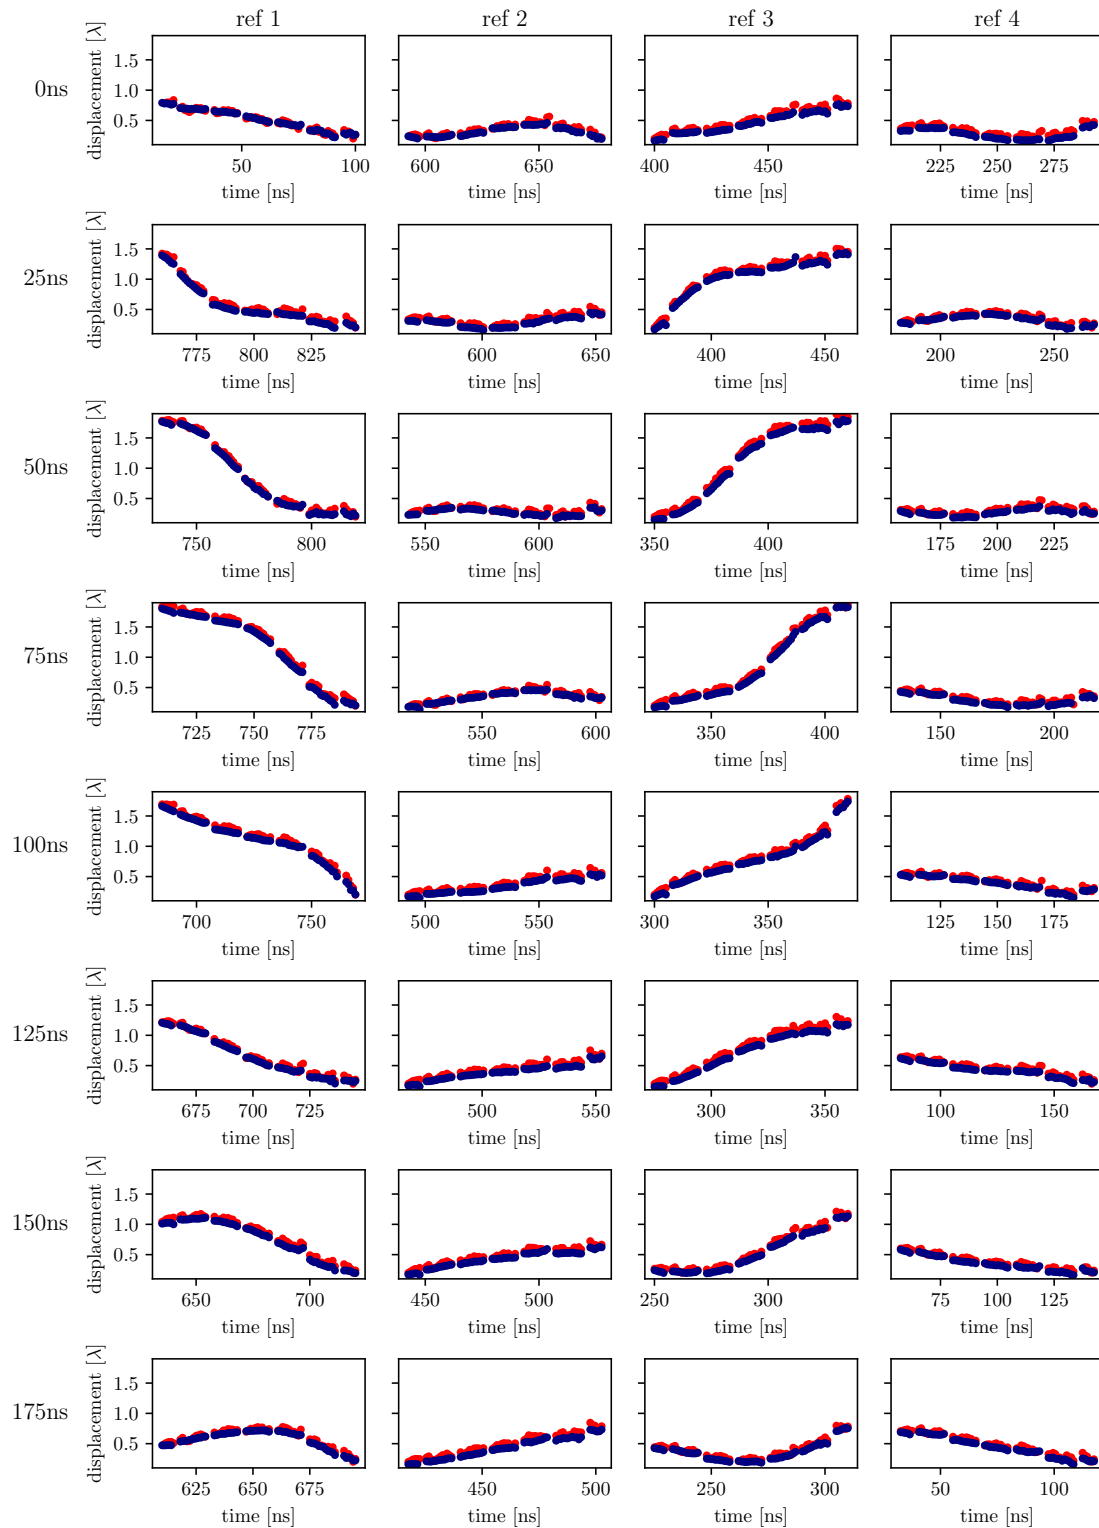 ref 1 ref 2 ref 3 ref 4
0ns
displacement [λ]
1.5
1.0
0.5
50 100 600 650 400 450 225 250 275
time [ns] time [ns] time [ns] time [ns]
25ns
displacement [λ]
1.5
1.0
0.5
775 800 825 600 650 400 450 200 250
time [ns] time [ns] time [ns] time [ns]
50ns
displacement [λ]
1.5
1.0
0.5
750 800 550 600 350 400 175 200 225
time [ns] time [ns] time [ns] time [ns]
75ns
displacement [λ]
1.5
1.0
0.5
725 750 775 550 600 350 400 150 200
time [ns] time [ns] time [ns] time [ns]
100ns
displacement [λ]
1.5
1.0
0.5
700 750 500 550 300 350 125 150 175
time [ns] time [ns] time [ns] time [ns]
125ns
displacement [λ]
1.5
1.0
0.5
675 700 725 500 550 300 350 100 150
time [ns] time [ns] time [ns] time [ns]
150ns
displacement [λ]
1.5
1.0
0.5
650 700 450 500 250 300 75 100 125
time [ns] time [ns] time [ns] time [ns]
175ns
displacement [λ]
1.5
1.0
0.5
625 650 675 450 500 250 300 50 100
time [ns] time [ns] time [ns] time [ns]